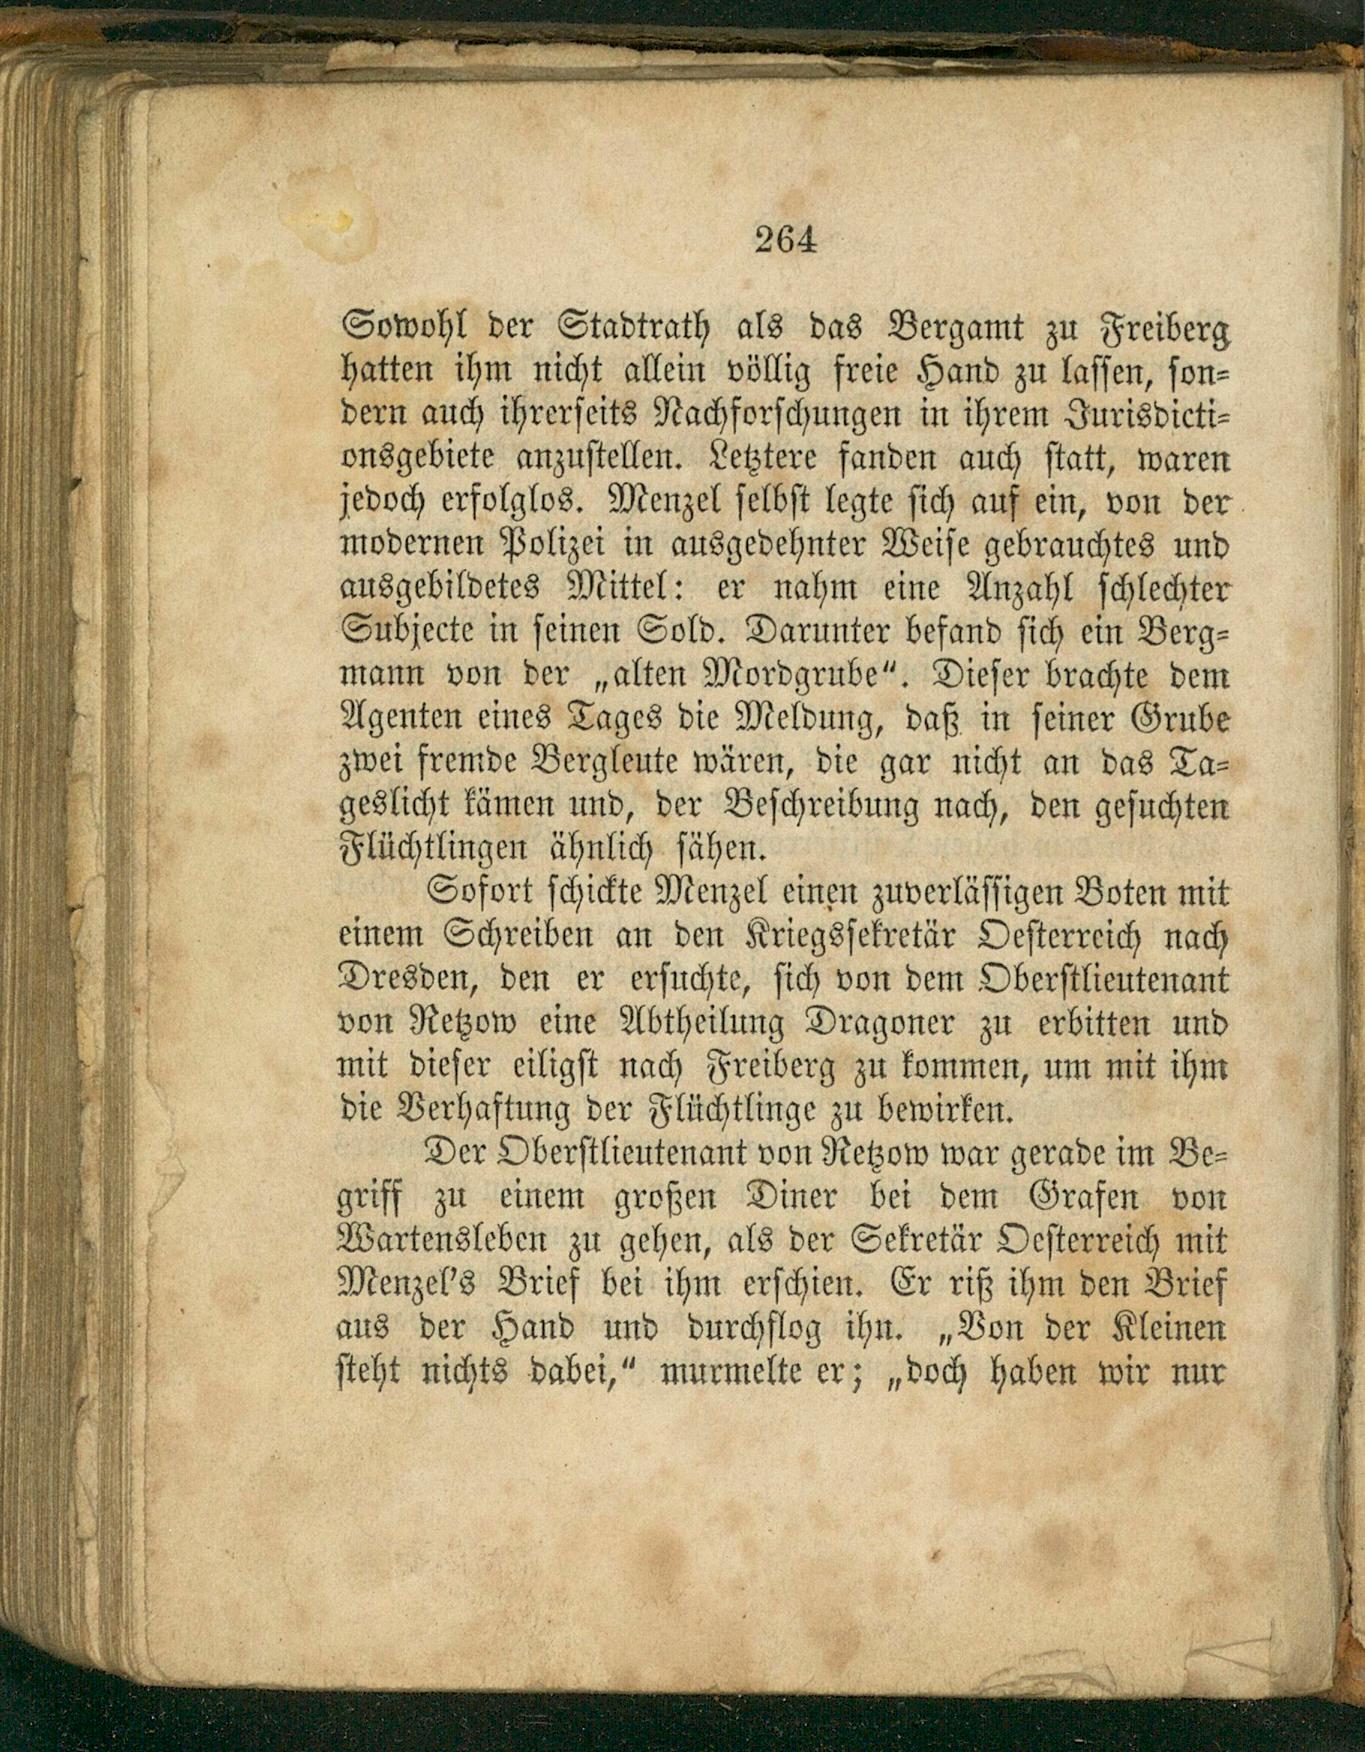 264
Sowohl der Stadtrath als das Bergamt zu Freiberg
hatten ihm nicht allein völlig freie Hand zu lassen, son-
dern auch ihrerseits Nachforschungen in ihrem Jurisdicti-
onsgebiete anzustellen. Letztere fanden auch statt, waren
jedoch erfolglos. Menzel selbst legte sich auf ein, von der
modernen Polizei in ausgedehnter Weise gebrauchtes und
ausgebildetes Mittel: er nahm eine Anzahl schlechter
Subjecte in seinen Sold. Darunter befand sich ein Berg-
mann von der „alten Mordgrube“. Dieser brachte dem
Agenten eines Tages die Meldung, daß in seiner Grube
zwei fremde Bergleute wären, die gar nicht an das Ta-
geslicht kämen und, der Beschreibung nach, den gesuchten
Flüchtlingen ähnlich sähen.
Sofort schickte Menzel einen zuverlässigen Boten mit
einem Schreiben an den Kriegssekretär Oesterreich nach
Dresden, den er ersuchte, sich von dem Oberstlieutenant
von Netzow eine Abtheilung Dragoner zu erbitten und
mit dieser eiligst nach Freiberg zu kommen, um mit ihm
die Verhaftung der Flüchtlinge zu bewirken.
Der Oberstlieutenant von Netzow war gerade im Be-
griff zu einem großen Diner bei dem Grafen von
Wartensleben zu gehen, als der Sekretär Oesterreich mit
Menzel's Brief bei ihm erschien. Er riß ihm den Brief
aus der Hand und durchflog ihn. „Von der Kleinen
steht nichts dabei,“ murmelte er; „doch haben wir nur